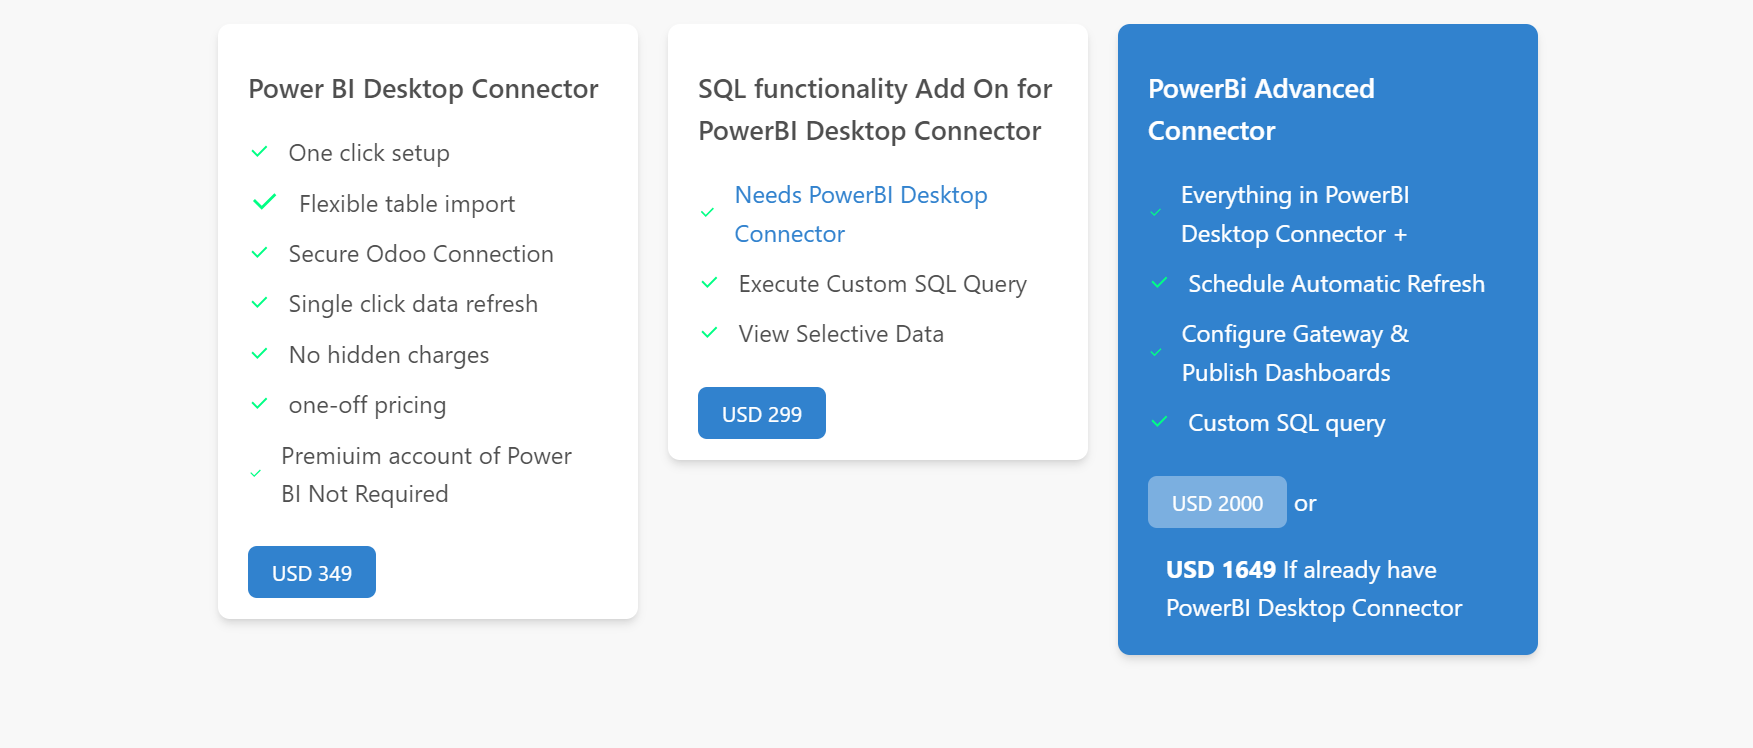 Power BI Desktop Connector
One click setup
Flexible table import
Secure Odoo Connection
Single click data refresh
No hidden charges
one-off pricing
Premiuim account of Power
BI Not Required
USD 349
SQL functionality Add On for
PowerBI Desktop Connector
Needs PowerBI Desktop
Connector
Execute Custom SQL Query
View Selective Data
USD 299
PowerBi Advanced
Connector
Everything in PowerBI
Desktop Connector +
Schedule Automatic Refresh
Configure Gateway &
Publish Dashboards
Custom SQL query
USD 2000 or
USD 1649 If already have
PowerBI Desktop Connector